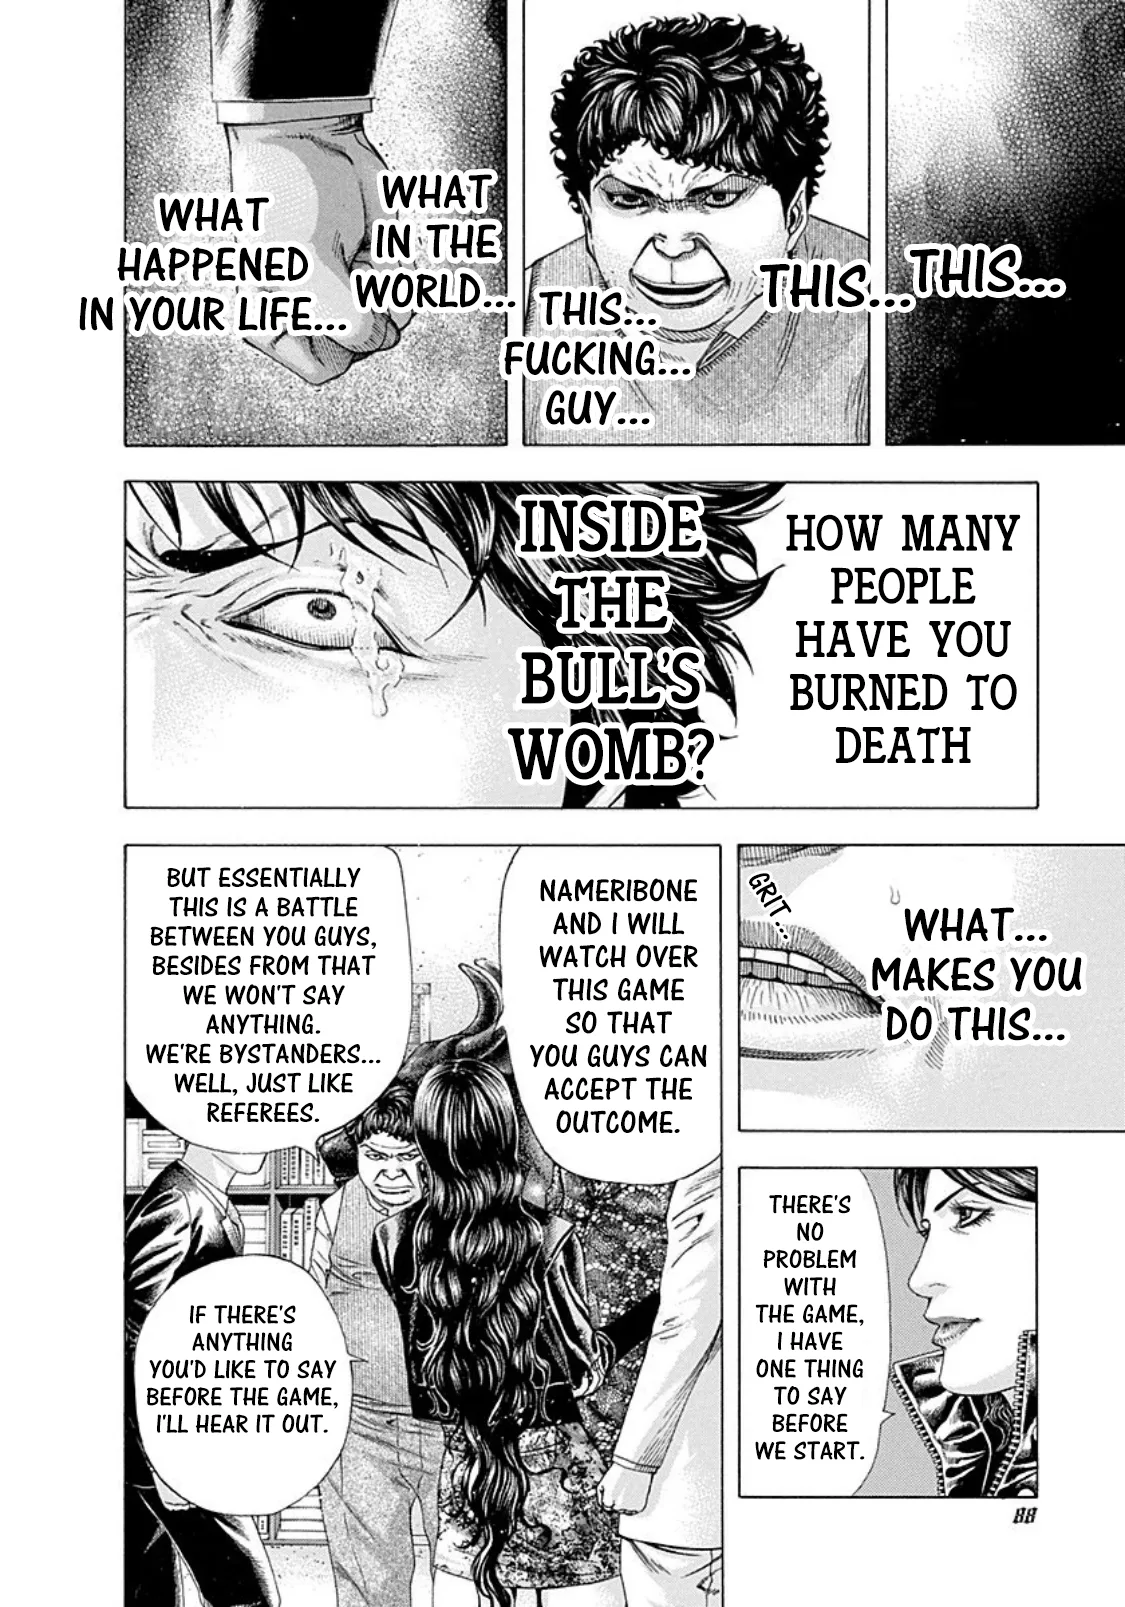 THIS...
THIS...
THIS...
FUCKING...
GUY...
WHAT
IN THE
WORLD...
WHAT
HAPPENED
IN YOUR LIFE...
HOW MANY
PEOPLE
HAVE YOU
BURNED TO
DEATH
INSIDE
THE
BULL'S
WOMB?
WHAT...
MAKES YOU
DO THIS...
GRIT...
THERE'S
NO
PROBLEM
WITH
THE GAME,
I HAVE
ONE THING
TO SAY
BEFORE
WE START.
NAMERIBONE
AND I WILL
WATCH OVER
THIS GAME
SO THAT
YOU GUYS CAN
ACCEPT THE
OUTCOME.
BUT ESSENTIALLY
THIS IS A BATTLE
BETWEEN YOU GUYS,
BESIDES FROM THAT
WE WON'T SAY
ANYTHING.
WE'RE BYSTANDERS...
WELL, JUST LIKE
REFEREES.
IF THERE'S
ANYTHING
YOU'D LIKE TO SAY
BEFORE THE GAME,
I'LL HEAR IT OUT.
88